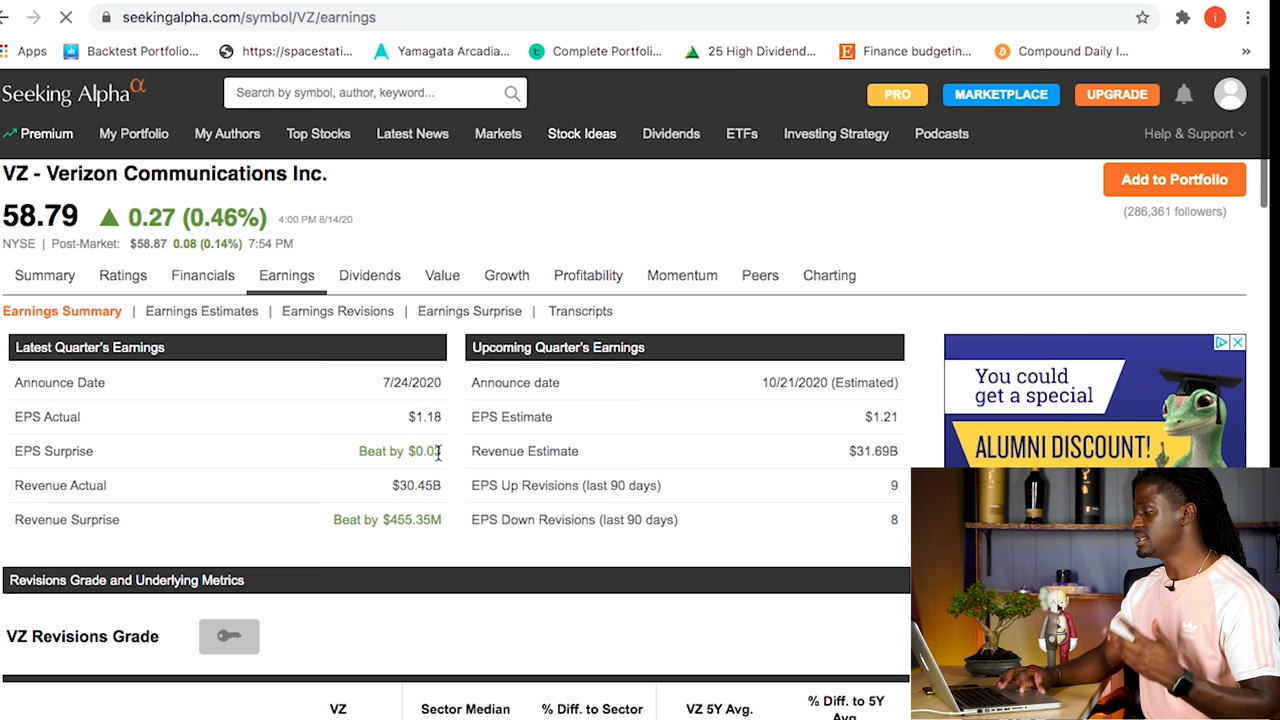 seekingalpha.com/symbol/VZ/earnings
Apps Backtest Portfolio... https://spacestati... Yamagata Arcadia... Complete Portfoli... 25 High Dividend... Finance budgetin... Compound Daily I... »
Seeking Alpha α
Search by symbol, author, keyword...
PRO MARKETPLACE UPGRADE
Premium My Portfolio My Authors Top Stocks Latest News Markets Stock Ideas Dividends ETFs Investing Strategy Podcasts Help & Support
VZ - Verizon Communications Inc.
Add to Portfolio
58.79 ▲ 0.27 (0.46%) 4:00 PM 8/14/20
(286,361 followers)
NYSE | Post-Market: $58.87 0.08 (0.14%) 7:54 PM
Summary Ratings Financials Earnings Dividends Value Growth Profitability Momentum Peers Charting
Earnings Summary | Earnings Estimates | Earnings Revisions | Earnings Surprise | Transcripts
Latest Quarter's Earnings
Announce Date 7/24/2020
EPS Actual $1.18
EPS Surprise Beat by
Revenue Actual $30.45B
Revenue Surprise Beat by $455.35M
Upcoming Quarter's Earnings
Announce date 10/21/2020 (Estimated)
EPS Estimate $1.21
Revenue Estimate $31.69B
EPS Up Revisions (last 90 days) 9
EPS Down Revisions (last 90 days) 8
You could
get a special
ALUMNI DISCOUNT!
Revisions Grade and Underlying Metrics
VZ Revisions Grade
VZ Sector Median % Diff. to Sector VZ 5Y Avg. % Diff. to 5Y
Avg.